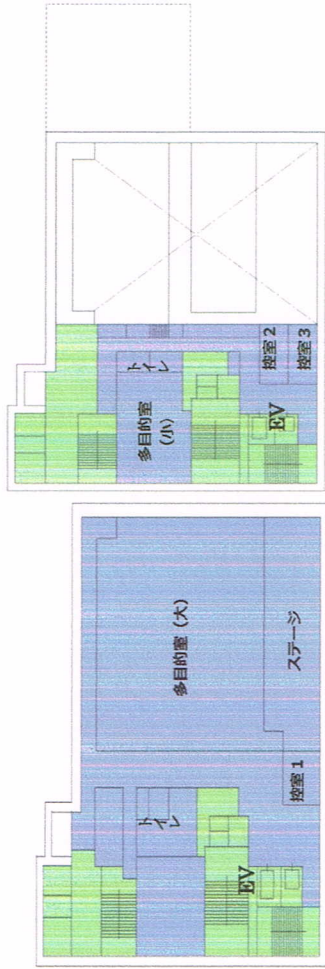 多目的室
(小)
トイレ
EV
控室 2
控室 3
多目的室 (大)
ステージ
控室 1
トイレ
EV